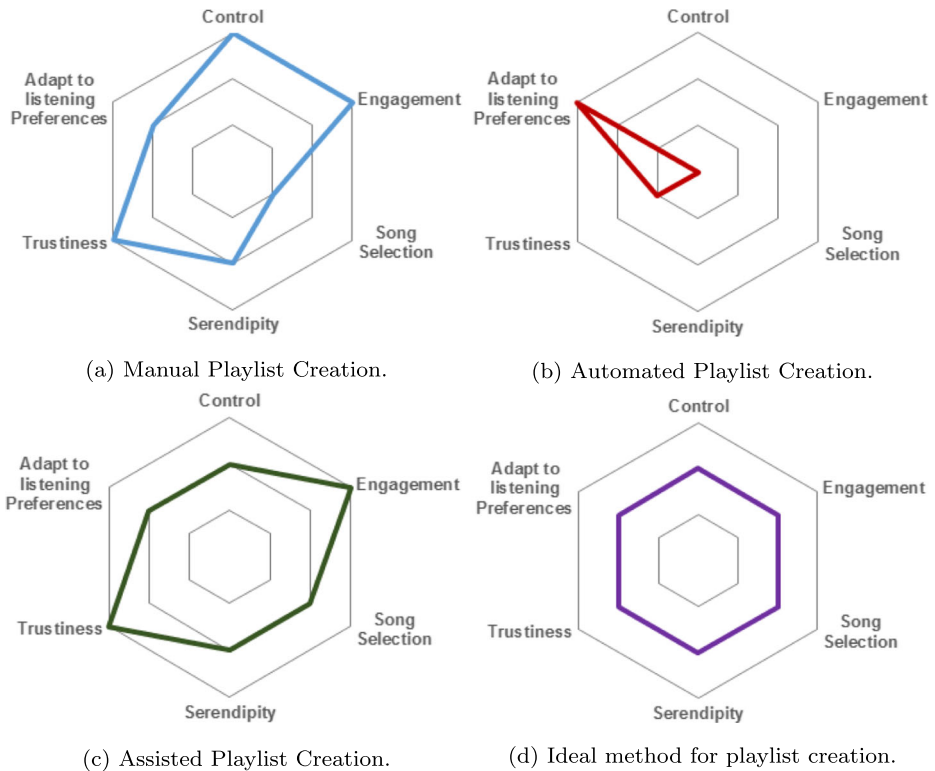 Control
Adapt to
listening
Preferences
Engagement
Trustiness
Song
Selection
Serendipity
(a) Manual Playlist Creation.
Control
Adapt to
listening
Preferences
Engagement
Trustiness
Song
Selection
Serendipity
(b) Automated Playlist Creation.
Control
Adapt to
listening
Preferences
Engagement
Trustiness
Song
Selection
Serendipity
(c) Assisted Playlist Creation.
Control
Adapt to
listening
Preferences
Engagement
Trustiness
Song
Selection
Serendipity
(d) Ideal method for playlist creation.